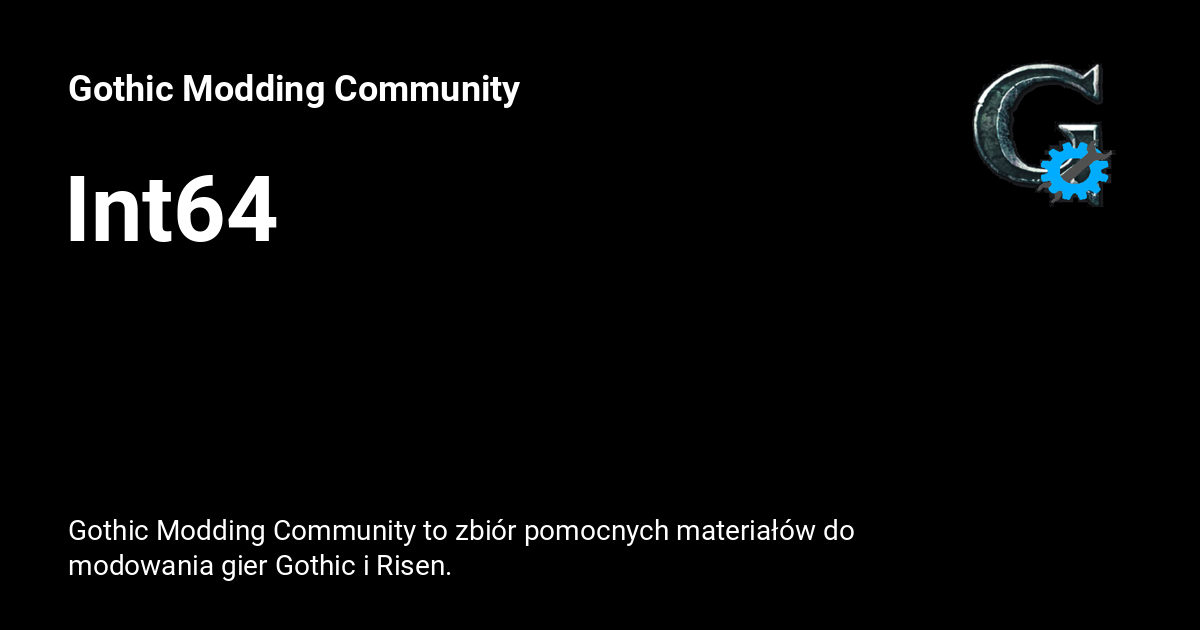 Gothic Modding Community
Int64
Gothic Modding Community to zbiór pomocnych materiałów do
modowania gier Gothic i Risen.